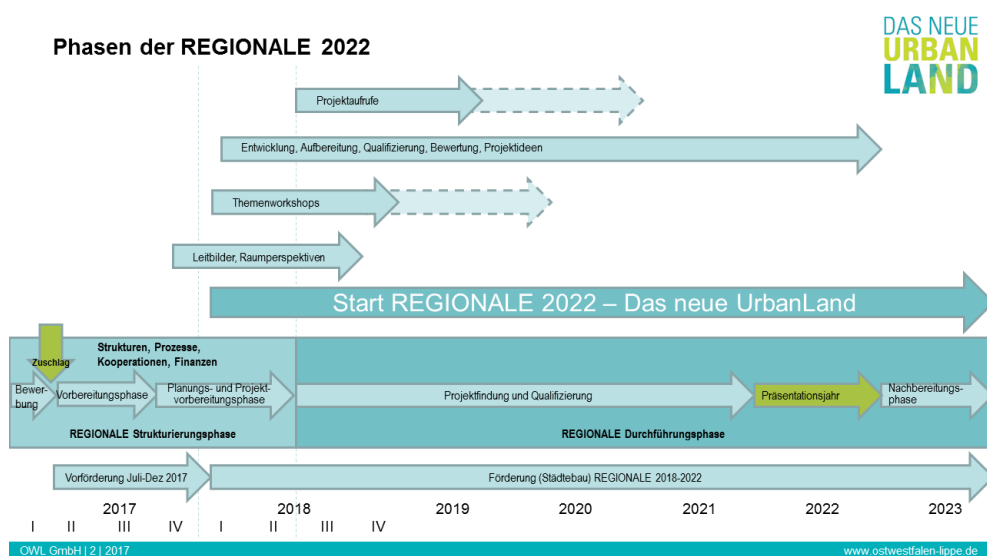 Phasen der REGIONALE 2022
DAS NEUE
URBAN
LAND
Projektaufrufe
Entwicklung, Aufbereitung, Qualifizierung, Bewertung, Projektideen
Themenworkshops
Leitbilder, Raumperspektiven
Start REGIONALE 2022 – Das neue UrbanLand
Zuschlag
Strukturen, Prozesse,
Kooperationen, Finanzen
Bewer-
bung
Vorbereitungsphase
Planungs- und Projekt-
vorbereitungsphase
Projektfindung und Qualifizierung
Präsentationsjahr
Nachbereitungs-
phase
REGIONALE Strukturierungsphase
REGIONALE Durchführungsphase
Vorförderung Juli-Dez 2017
Förderung (Städtebau) REGIONALE 2018-2022
2017 2018 2019 2020 2021 2022 2023
I II III IV I II III IV
OWL GmbH | 2 | 2017
www.ostwestfalen-lippe.de